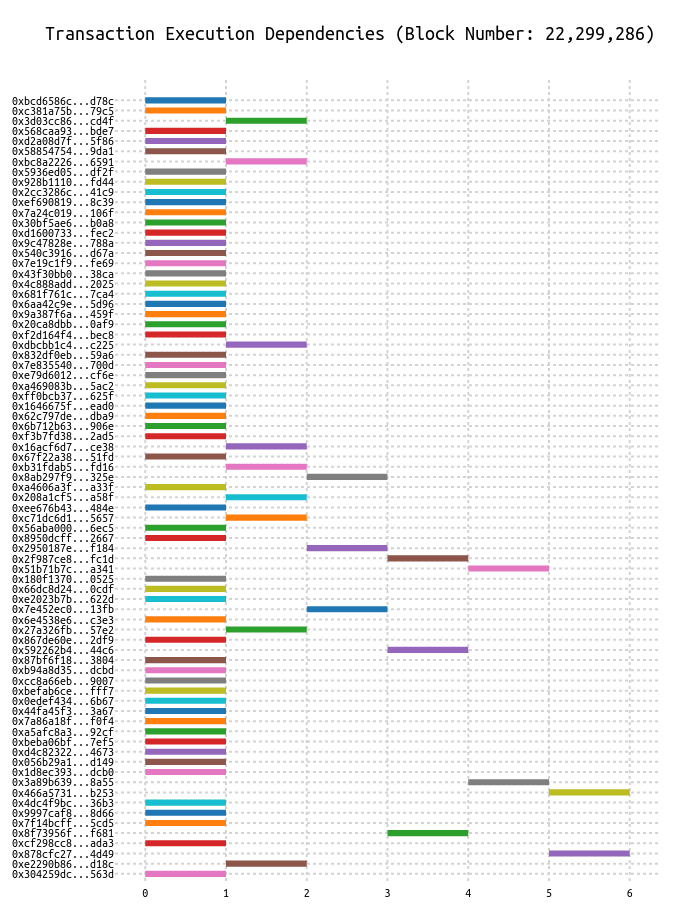 Transaction Execution Dependencies (Block Number: 22,299,286)
0xbcd6586c...d78c
0xc381a75b...79c5
0x3d03cc86...cd4f
0x568caa93...bde7
0xd2a08d7f...5f86
0x58854754...9da1
0xbc8a2226...6591
0x5936ed05...df2f
0x928b1110...fd44
0x2cc3286c...41c9
0xef690819...8c39
0x7a24c019...106f
0x30bf5ae6...b0a8
0xd1600733...fec2
0x9c47828e...788a
0x540c3916...d67a
0x7e19c1f9...fe69
0x43f30bb0...38ca
0x4c888add...2025
0x681f761c...7ca4
0x6aa42c9e...5d96
0x9a387f6a...459f
0x20ca8dbb...0af9
0xf2d164f4...bec8
0xdbcbb1c4...c225
0x832df0eb...59a6
0x7e835540...700d
0xe79d6012...cf6e
0xa469083b...5ac2
0xff0bcb37...625f
0x1646675f...ead0
0x62c797de...dba9
0x6b712b63...906e
0xf3b7fd38...2ad5
0x16acf6d7...ce38
0x67f22a38...51fd
0xb31fdab5...fd16
0x8ab297f9...325e
0xa4606a3f...a33f
0x208a1cf5...a58f
0xee676b43...484e
0xc71dc6d1...5657
0x56aba000...6ec5
0x8950dcff...2667
0x2950187e...f184
0x2f987ce8...fc1d
0x51b71b7c...a341
0x180f1370...0525
0x66dc8d24...0cdf
0xe2023b7b...622d
0x7e452ec0...13fb
0x6e4538e6...c3e3
0x27a326fb...57e2
0x867de60e...2df9
0x592262b4...44c6
0x87bf6f18...3804
0xb94a8d35...dcbd
0xcc8a66eb...9007
0xbefab6ce...fff7
0x0edef434...6b67
0x44fa45f3...3a67
0x7a86a18f...f0f4
0xa5afc8a3...92cf
0xbeba06bf...7ef5
0xd4c82322...4673
0x056b29a1...d149
0x1d8ec393...dcb0
0x3a89b639...8a55
0x466a5731...b253
0x4dc4f9bc...36b3
0x9997caf8...8d66
0x7f14bcff...5cd5
0x8f73956f...f681
0xcf298cc8...ada3
0x878cfc27...4d49
0xe2290b86...d18c
0x304259dc...563d
0 1 2 3 4 5 6